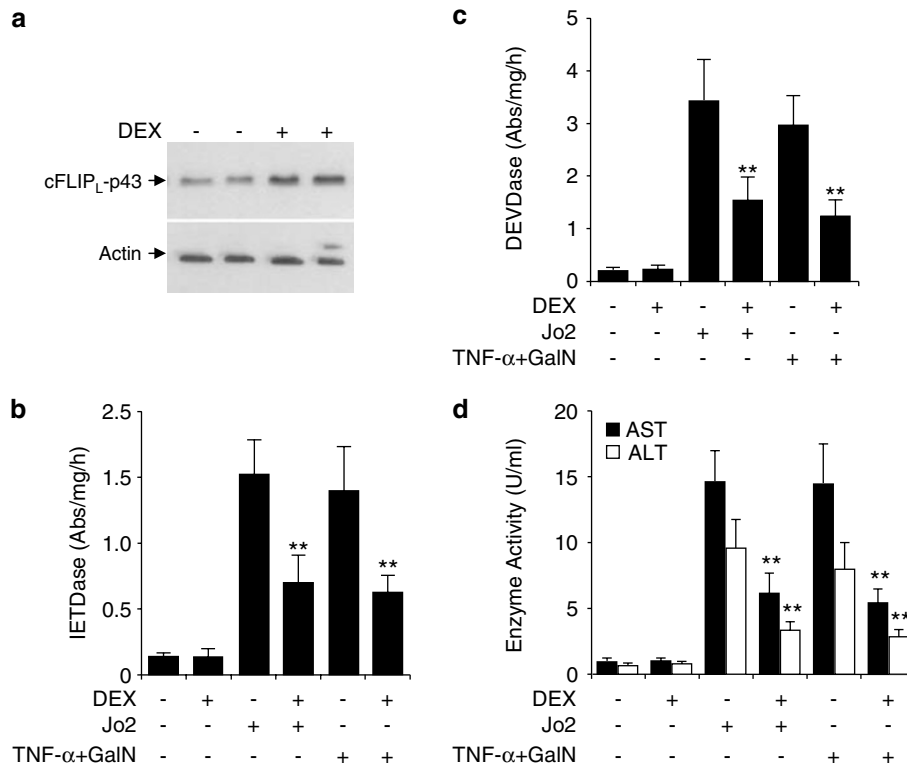 a
DEX - - + +
cFLIPL-p43
Actin
b
IETDase (Abs/mg/h)
2.5
1.5
1.0
0.5
0
** **
DEX - + - + - +
Jo2 - - + + - -
TNF-α+GalN - - - - + +
c
DEVDase (Abs/mg/h)
5
4
3
2
1
0
** **
DEX - + - + - +
Jo2 - - + + - -
TNF-α+GalN - - - - + +
d
Enzyme Activity (U/ml)
20
15
10
5
0
AST
ALT
** ** ** **
DEX - + - + - +
Jo2 - - + + - -
TNF-α+GalN - - - - + +